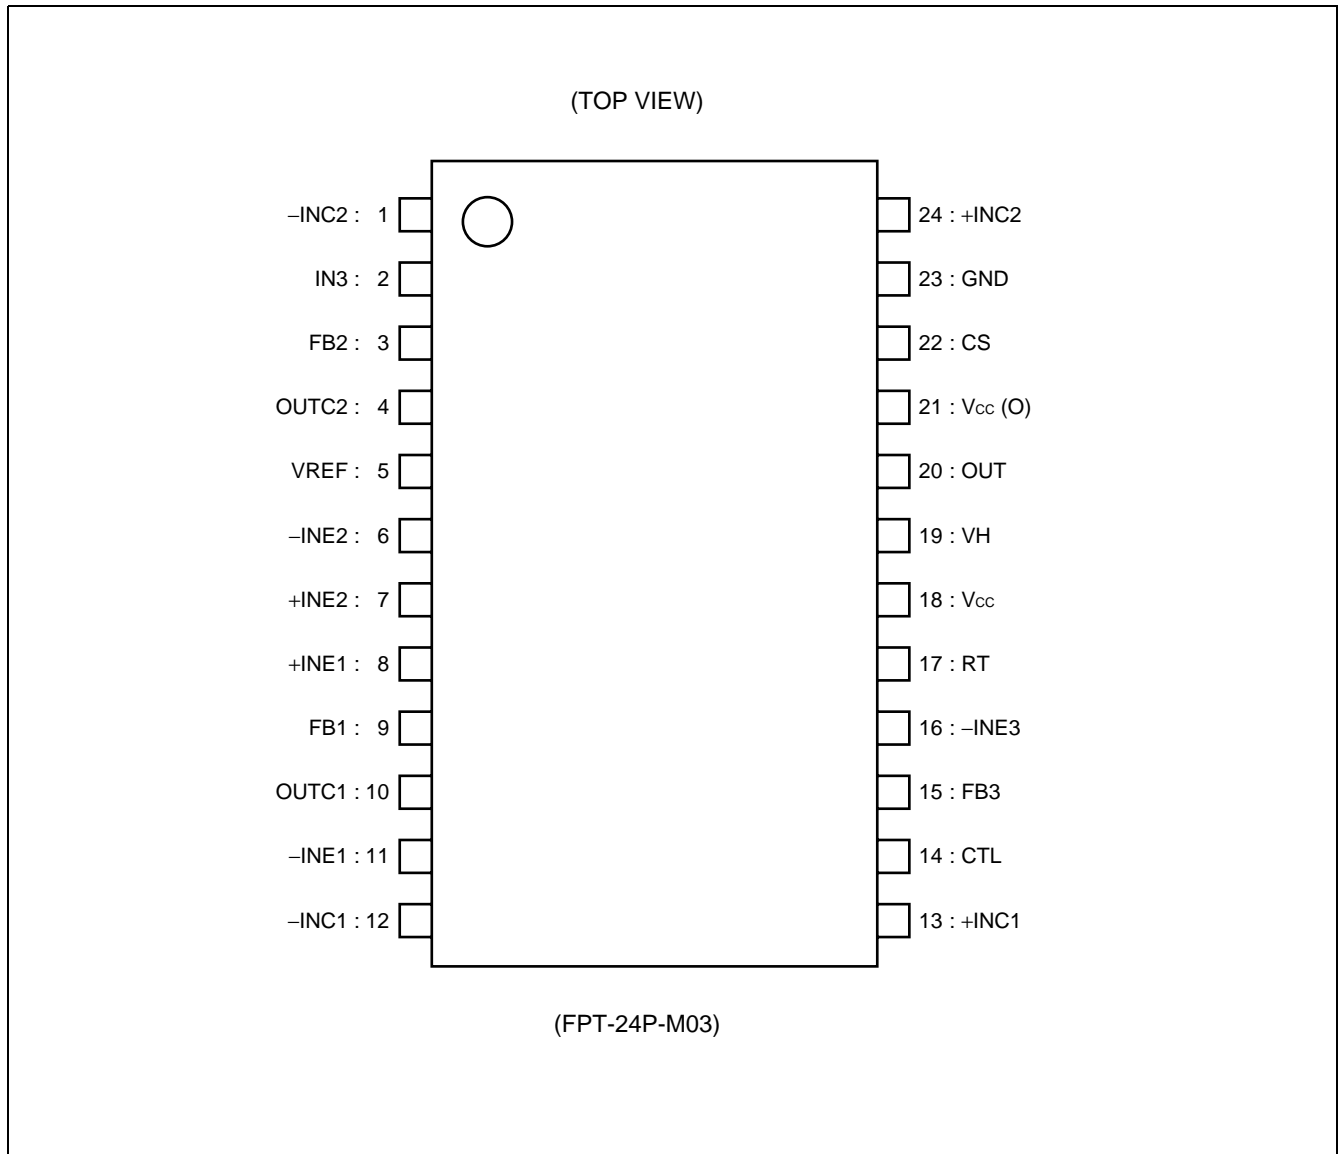 (TOP VIEW)
−INC2 : 1
24 : +INC2
IN3 : 2
23 : GND
FB2 : 3
22 : CS
OUTC2 : 4
21 : Vcc (O)
VREF : 5
20 : OUT
−INE2 : 6
19 : VH
+INE2 : 7
18 : Vcc
+INE1 : 8
17 : RT
FB1 : 9
16 : −INE3
OUTC1 : 10
15 : FB3
−INE1 : 11
14 : CTL
−INC1 : 12
13 : +INC1
(FPT-24P-M03)